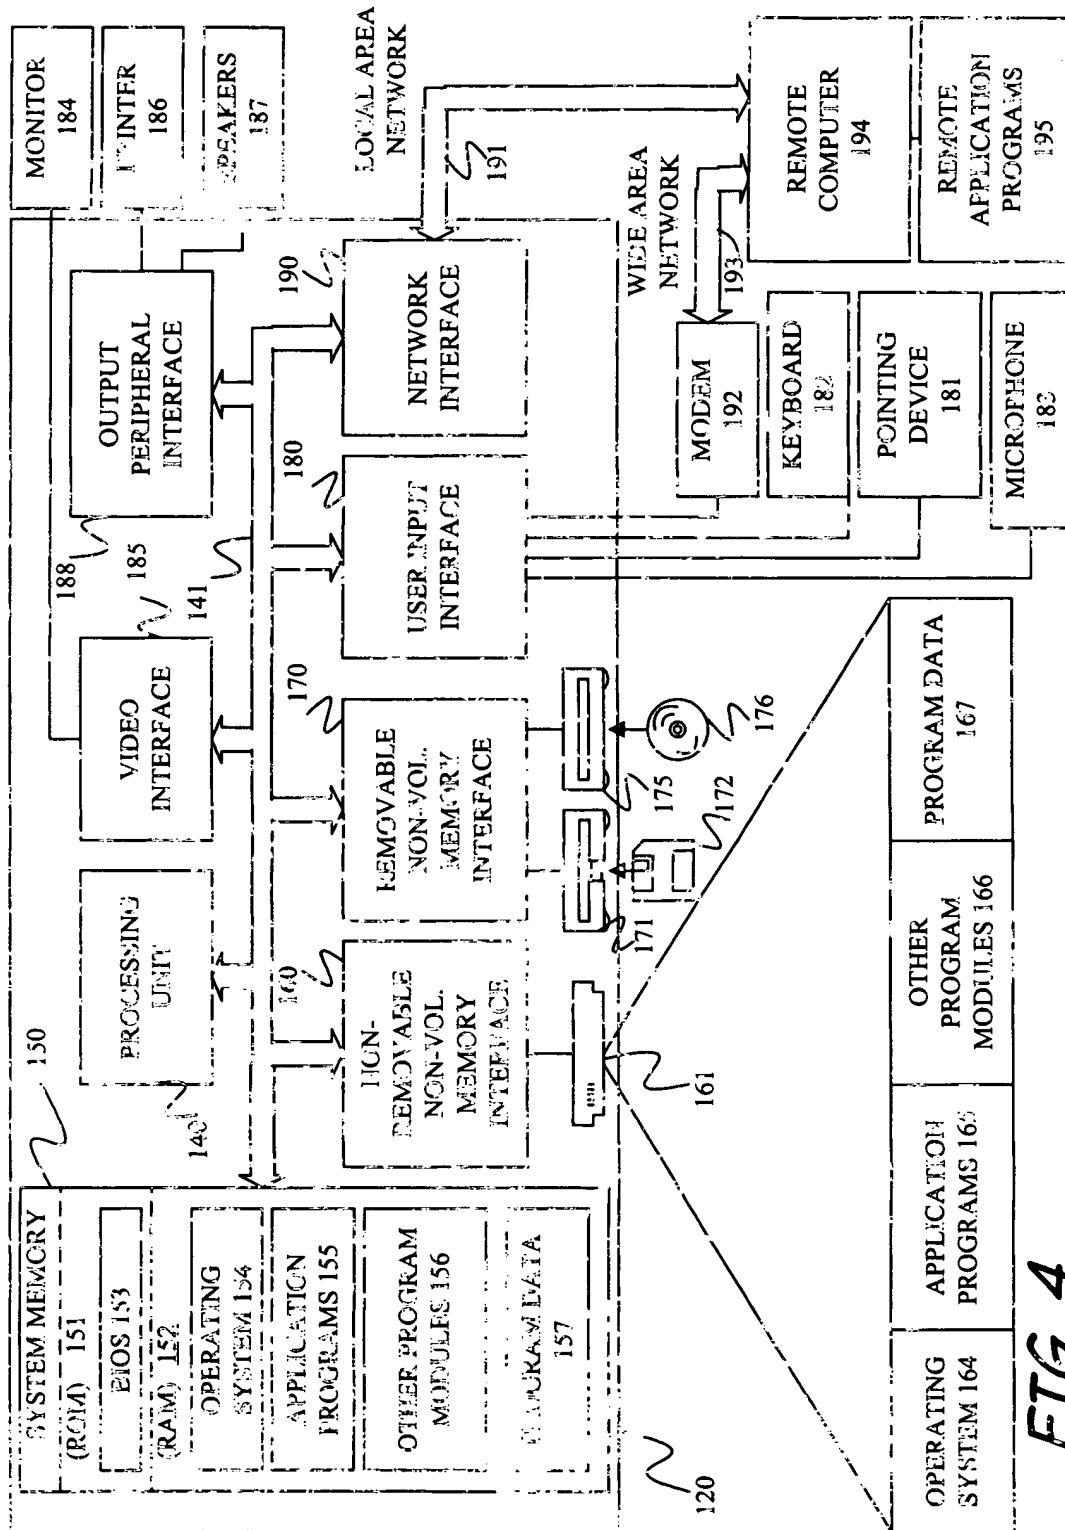 SYSTEM MEMORY
(ROM) 151
BIOS 153
(RAM) 152
OPERATING
SYSTEM 154
APPLICATION
PROGRAMS 155
OTHER PROGRAM
MODULES 156
PROGRAM DATA
157
150
120
PROCESSING
UNIT
140
VIDEO
INTERFACE
185
141
OUTPUT
PERIPHERAL
INTERFACE
188
MONITOR
184
PRINTER
186
SPEAKERS
187
NON-
REMOVABLE
NON-VOL.
MEMORY
INTERFACE
160
REMOVABLE
NON-VOL.
MEMORY
INTERFACE
170
USER INPUT
INTERFACE
180
NETWORK
INTERFACE
190
LOCAL AREA
NETWORK
191
161
171
172
175
176
WIDE AREA
NETWORK
193
MODEM
192
KEYBOARD
182
POINTING
DEVICE
181
MICROPHONE
183
REMOTE
COMPUTER
194
REMOTE
APPLICATION
PROGRAMS
195
OPERATING
SYSTEM 164
APPLICATION
PROGRAMS 165
OTHER
PROGRAM
MODULES 166
PROGRAM DATA
167
FIG 4